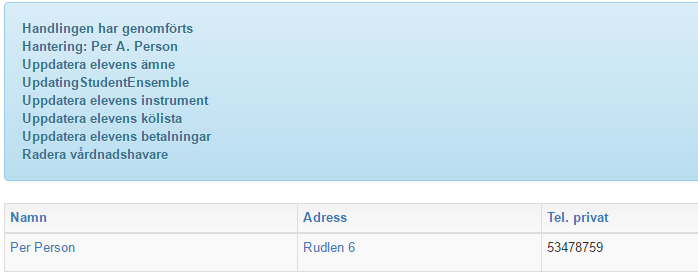 Handlingen har genomförts
Hantering: Per A. Person
Uppdatera elevens ämne
UpdatingStudentEnsemble
Uppdatera elevens instrument
Uppdatera elevens kölista
Uppdatera elevens betalningar
Radera vårdnadshavare
Namn Adress Tel. privat
Per Person Rudlen 6 53478759